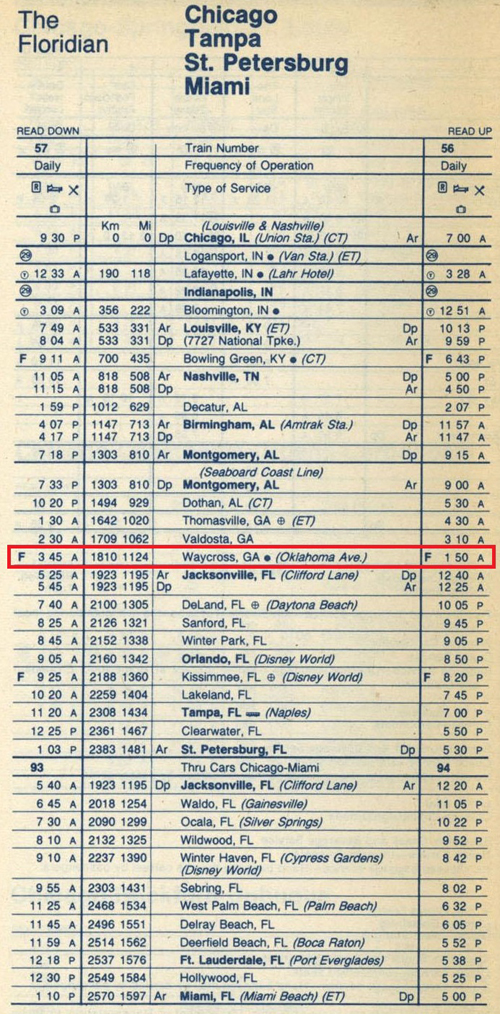 The
Floridian
Chicago
Tampa
St. Petersburg
Miami
READ DOWN READ UP
57 Train Number 56
Daily Frequency of Operation Daily
R Type of Service R
Km Mi (Louisville & Nashville)
9 30 P 0 0 Dp Chicago, IL (Union Sta.) (CT) Ar 7 00 A
29 Logansport, IN ● (Van Sta.) (ET) 29
12 33 A 190 118 Lafayette, IN ● (Lahr Hotel) 3 28 A
29 Indianapolis, IN 29
3 09 A 356 222 Bloomington, IN ● 12 51 A
7 49 A 533 331 Ar Louisville, KY (ET) Dp 10 13 P
8 04 A 533 331 Dp (7727 National Tpke.) Ar 9 59 P
F 9 11 A 700 435 Bowling Green, KY ● (CT) F 6 43 P
11 05 A 818 508 Ar Nashville, TN Dp 5 00 P
11 15 A 818 508 Dp Ar 4 50 P
1 59 P 1012 629 Decatur, AL 2 07 P
4 07 P 1147 713 Ar Birmingham, AL (Amtrak Sta.) Dp 11 57 A
4 17 P 1147 713 Dp Ar 11 47 A
7 18 P 1303 810 Ar Montgomery, AL Dp 9 15 A
(Seaboard Coast Line)
7 33 P 1303 810 Dp Montgomery, AL Ar 9 00 A
10 20 P 1494 929 Dothan, AL (CT) 5 30 A
1 30 A 1642 1020 Thomasville, GA ⊕ (ET) 4 30 A
2 30 A 1709 1062 Valdosta, GA 3 10 A
F 3 45 A 1810 1124 Waycross, GA ● (Oklahoma Ave.) F 1 50 A
5 25 A 1923 1195 Ar Jacksonville, FL (Clifford Lane) Dp 12 40 A
5 45 A 1923 1195 Dp Ar 12 25 A
7 40 A 2100 1305 DeLand, FL ⊕ (Daytona Beach) 10 05 P
8 25 A 2126 1321 Sanford, FL 9 45 P
8 45 A 2152 1338 Winter Park, FL 9 05 P
9 05 A 2160 1342 Orlando, FL (Disney World) 8 50 P
F 9 25 A 2188 1360 Kissimmee, FL ⊕ (Disney World) F 8 20 P
10 20 A 2259 1404 Lakeland, FL 7 45 P
11 20 A 2308 1434 Tampa, FL (Naples) 7 00 P
12 25 P 2361 1467 Clearwater, FL 5 50 P
1 03 P 2383 1481 Ar St. Petersburg, FL Dp 5 30 P
93 Thru Cars Chicago-Miami 94
5 40 A 1923 1195 Dp Jacksonville, FL (Clifford Lane) Ar 12 20 A
6 45 A 2018 1254 Waldo, FL (Gainesville) 11 05 P
7 30 A 2090 1299 Ocala, FL (Silver Springs) 10 22 P
8 10 A 2132 1325 Wildwood, FL 9 52 P
9 10 A 2237 1390 Winter Haven, FL (Cypress Gardens) 8 42 P
(Disney World)
9 55 A 2303 1431 Sebring, FL 8 02 P
11 25 A 2468 1534 West Palm Beach, FL (Palm Beach) 6 32 P
11 45 A 2496 1551 Delray Beach, FL 6 05 P
11 59 A 2514 1562 Deerfield Beach, FL (Boca Raton) 5 52 P
12 18 P 2537 1576 Ft. Lauderdale, FL (Port Everglades) 5 38 P
12 30 P 2549 1584 Hollywood, FL 5 25 P
1 10 P 2570 1597 Ar Miami, FL (Miami Beach) (ET) Dp 5 00 P